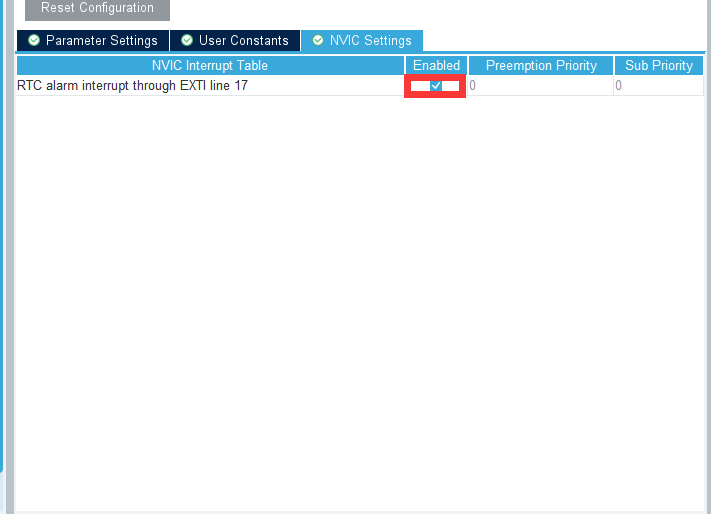 Reset Configuration
Parameter Settings User Constants NVIC Settings
NVIC Interrupt Table Enabled Preemption Priority Sub Priority
RTC alarm interrupt through EXTI line 17 0 0